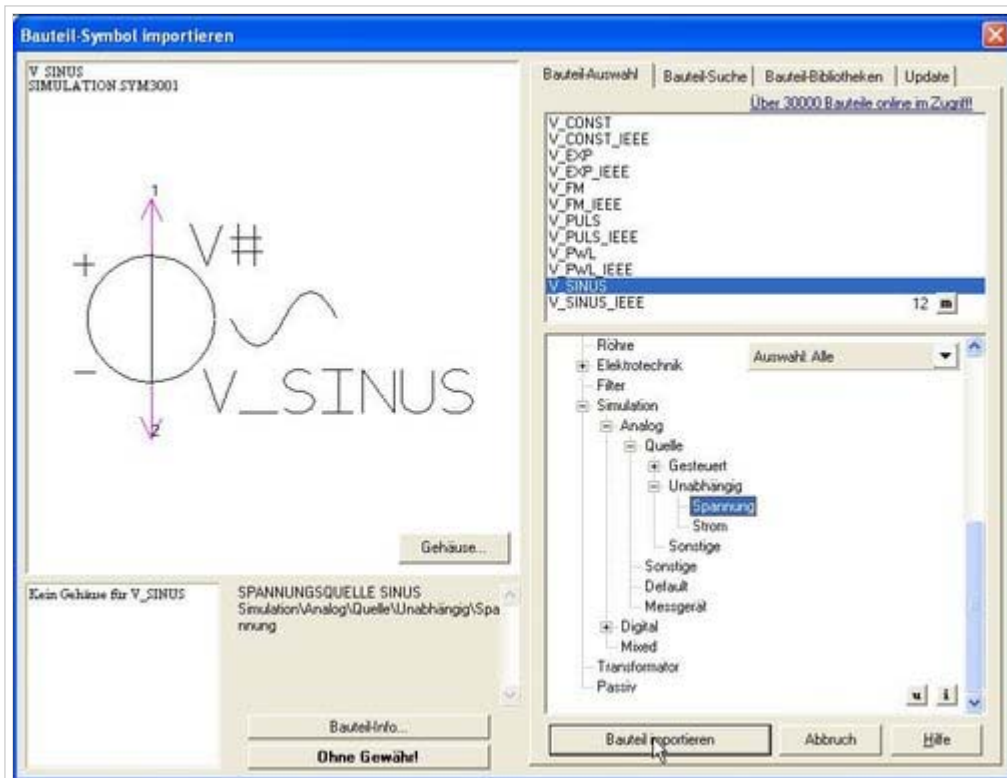 Bauteil-Symbol importieren
V_SINUS
SIMULATION SYM3001
1
V#
+
-
V_SINUS
2
Gehäuse...
Kein Gehäuse für V_SINUS
SPANNUNGSQUELLE SINUS
Simulation\Analog\Quelle\Unabhängig\Spa
nnung
Bauteil-Info...
Ohne Gewähr!
Bauteil-Auswahl
Bauteil-Suche
Bauteil-Bibliotheken
Update
Über 30000 Bauteile online im Zugriff!
V_CONST
V_CONST_IEEE
V_EXP
V_EXP_IEEE
V_FM
V_FM_IEEE
V_PULS
V_PULS_IEEE
V_PWL
V_PWL_IEEE
V_SINUS
V_SINUS_IEEE
12 m
Auswahl: Alle
Röhre
Elektrotechnik
Filter
Simulation
Analog
Quelle
Gesteuert
Unabhängig
Spannung
Strom
Sonstige
Sonstige
Default
Messgerät
Digital
Mixed
Transformator
Passiv
u i
Bauteil importieren
Abbruch
Hilfe